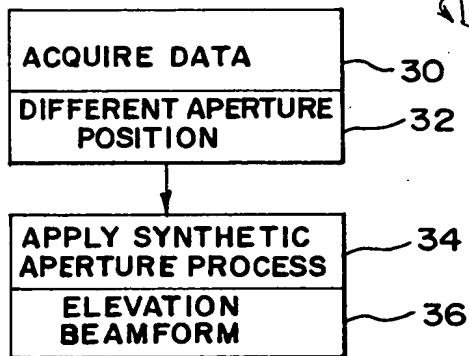 ACQUIRE DATA
30
DIFFERENT APERTURE
POSITION
32
APPLY SYNTHETIC
APERTURE PROCESS
34
ELEVATION
BEAMFORM
36